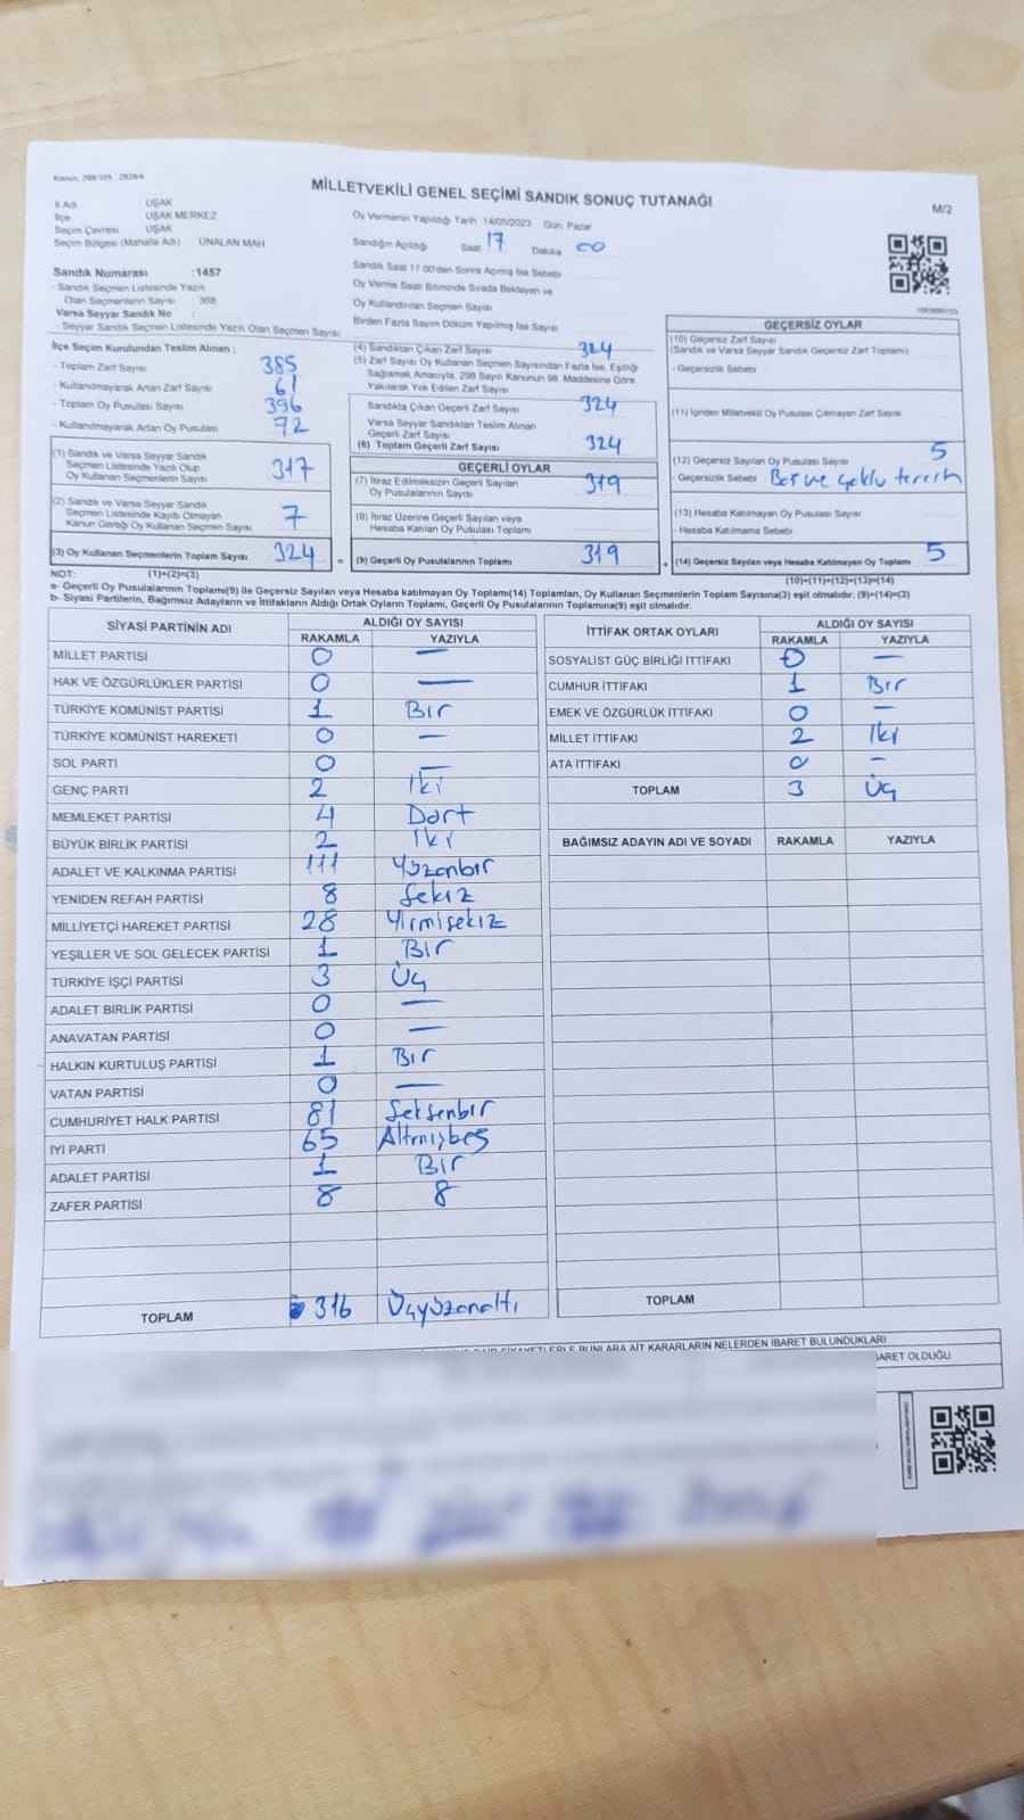 MİLLETVEKİLİ GENEL SEÇİMİ SANDIK SONUÇ TUTANAĞI
M/2
İl Adı UŞAK
İlçe UŞAK MERKEZ
Seçim Çevresi UŞAK
Seçim Bölgesi (Mahalle Adı) ÜNALAN MAH
Oy Vermenin Yapıldığı Tarih 14/05/2023 Gün Pazar
Sandığın Açıldığı Saat 17 Dakika 00
Sandık Saat 17:00'den Sonra Açılmış İse Sebebi
Oy Verme Saati Bitiminde Sırada Bekleyen ve
Oy Kullandırılan Seçmen Sayısı
Birden Fazla Sayım Döküm Yapılmış İse Sayısı
Sandık Numarası :1457
Sandık Seçmen Listesinde Yazılı
Olan Seçmenlerin Sayısı
Varsa Seyyar Sandık No
- Seyyar Sandık Seçmen Listesinde Yazılı Olan Seçmen Sayısı
İlçe Seçim Kurulundan Teslim Alınan ;
- Toplam Zarf Sayısı 385
- Kullanılmayarak Artan Zarf Sayısı 61
- Toplam Oy Pusulası Sayısı 396
- Kullanılmayarak Artan Oy Pusulası 72
(1) Sandık ve Varsa Seyyar Sandık
Seçmen Listesinde Yazılı Olup
Oy Kullanan Seçmenlerin Sayısı 317
(2) Sandık ve Varsa Seyyar Sandık
Seçmen Listesinde Kayıtlı Olmayan
Kanun Gereği Oy Kullanan Seçmen Sayısı 7
(3) Oy Kullanan Seçmenlerin Toplam Sayısı 324
(1)+(2)=(3)
(4) Sandıktan Çıkan Zarf Sayısı 324
(5) Zarf Sayısı Oy Kullanan Seçmen Sayısından Fazla İse, Eşitliği
Sağlamak Amacıyla, 298 Sayılı Kanunun 98. Maddesine Göre
Yakılarak Yok Edilen Zarf Sayısı
Sandıkta Çıkan Geçerli Zarf Sayısı 324
Varsa Seyyar Sandıktan Teslim Alınan
Geçerli Zarf Sayısı
(6) Toplam Geçerli Zarf Sayısı 324
GEÇERLİ OYLAR
(7) İtiraz Edilmeksizin Geçerli Sayılan
Oy Pusulalarının Sayısı 319
(8) İtiraz Üzerine Geçerli Sayılan veya
Hesaba Katılan Oy Pusulası Toplamı
= (9) Geçerli Oy Pusulalarının Toplamı 319
GEÇERSİZ OYLAR
(10) Geçersiz Zarf Sayısı
(Sandık ve Varsa Seyyar Sandık Geçersiz Zarf Toplamı)
- Geçersizlik Sebebi
(11) İçinden Milletvekili Oy Pusulası Çıkmayan Zarf Sayısı
(12) Geçersiz Sayılan Oy Pusulası Sayısı 5
- Geçersizlik Sebebi Boş ve çoklu tercih
(13) Hesaba Katılmayan Oy Pusulası Sayısı
- Hesaba Katılmama Sebebi
+ (14) Geçersiz Sayılan veya Hesaba Katılmayan Oy Toplamı 5
(10)+(11)+(12)+(13)=(14)
NOT:
a- Geçerli Oy Pusulalarının Toplamı(9) ile Geçersiz Sayılan veya Hesaba katılmayan Oy Toplamı(14) Toplamları, Oy Kullanan Seçmenlerin Toplam Sayısına(3) eşit olmalıdır. (9)+(14)=(3)
b- Siyasi Partilerin, Bağımsız Adayların ve İttifakların Aldığı Ortak Oyların Toplamı, Geçerli Oy Pusulalarının Toplamına(9) eşit olmalıdır.
SİYASİ PARTİNİN ADI ALDIĞI OY SAYISI
RAKAMLA YAZIYLA
MİLLET PARTİSİ 0 —
HAK VE ÖZGÜRLÜKLER PARTİSİ 0 —
TÜRKİYE KOMÜNİST PARTİSİ 1 Bir
TÜRKİYE KOMÜNİST HAREKETİ 0 —
SOL PARTİ 0 —
GENÇ PARTİ 2 İki
MEMLEKET PARTİSİ 4 Dört
BÜYÜK BİRLİK PARTİSİ 2 İki
ADALET VE KALKINMA PARTİSİ 111 Yüzonbir
YENİDEN REFAH PARTİSİ 8 Sekiz
MİLLİYETÇİ HAREKET PARTİSİ 28 Yirmisekiz
YEŞİLLER VE SOL GELECEK PARTİSİ 1 Bir
TÜRKİYE İŞÇİ PARTİSİ 3 Üç
ADALET BİRLİK PARTİSİ 0 —
ANAVATAN PARTİSİ 0 —
HALKIN KURTULUŞ PARTİSİ 1 Bir
VATAN PARTİSİ 0 —
CUMHURİYET HALK PARTİSİ 81 Seksenbir
İYİ PARTİ 65 Altmışbeş
ADALET PARTİSİ 1 Bir
ZAFER PARTİSİ 8 8
TOPLAM 316 Üçyüzonaltı
İTTİFAK ORTAK OYLARI ALDIĞI OY SAYISI
RAKAMLA YAZIYLA
SOSYALİST GÜÇ BİRLİĞİ İTTİFAKI 0 —
CUMHUR İTTİFAKI 1 Bir
EMEK VE ÖZGÜRLÜK İTTİFAKI 0 —
MİLLET İTTİFAKI 2 İki
ATA İTTİFAKI 0 —
TOPLAM 3 Üç
BAĞIMSIZ ADAYIN ADI VE SOYADI RAKAMLA YAZIYLA
TOPLAM
BUNLARA AİT KARARLARIN NELERDEN İBARET BULUNDUKLARI
OLDUĞU